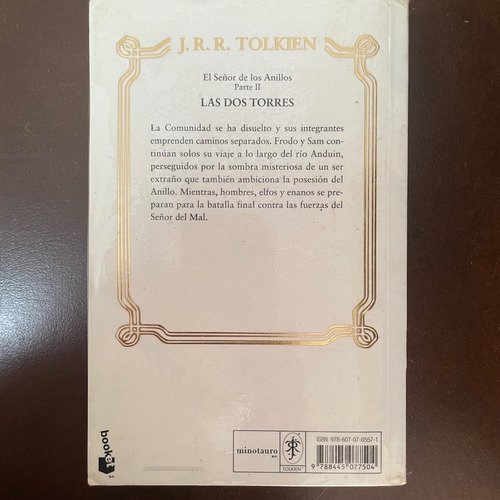 J. R. R. TOLKIEN
El Señor de los Anillos
Parte II
LAS DOS TORRES
La Comunidad se ha disuelto y sus integrantes
emprenden caminos separados. Frodo y Sam con-
tinúan solos su viaje a lo largo del río Anduin,
perseguidos por la sombra misteriosa de un ser
extraño que también ambiciona la posesión del
Anillo. Mientras, hombres, elfos y enanos se pre-
paran para la batalla final contra las fuerzas del
Señor del Mal.
booket
minotauro
TOLKIEN
ISBN: 978-607-07-0557-1
9 788445 077504